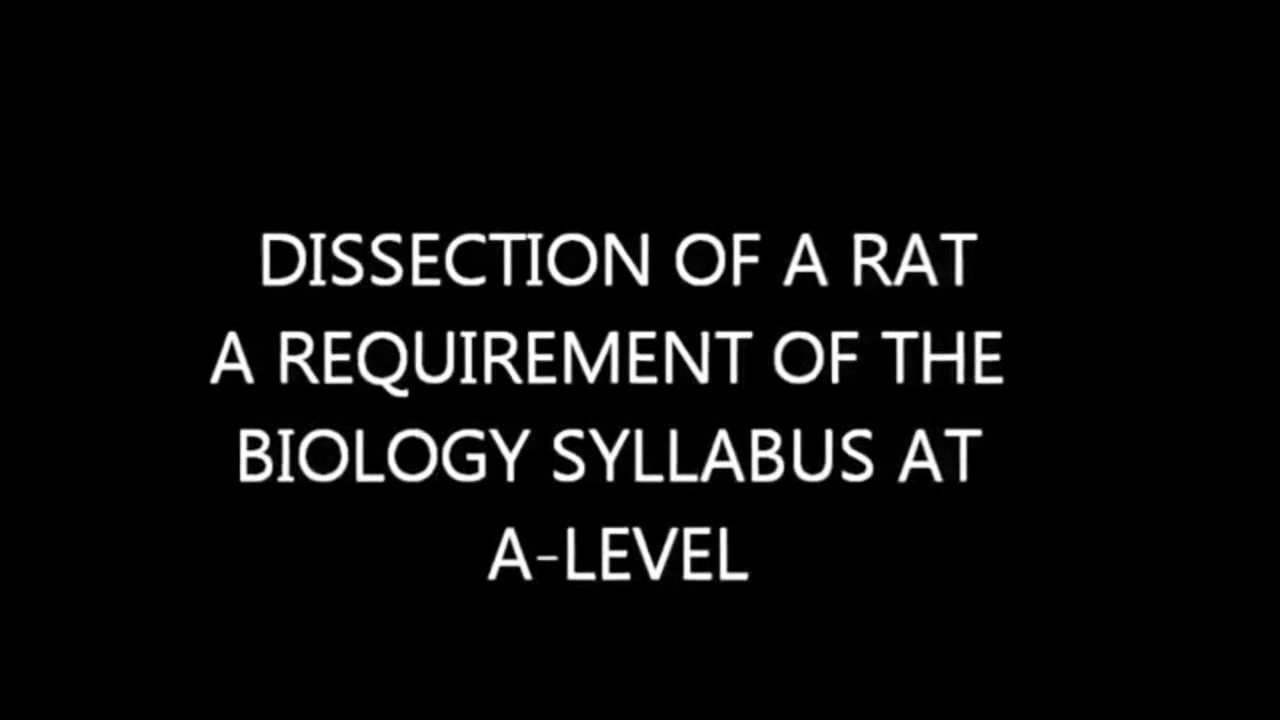 DISSECTION OF A RAT
A REQUIREMENT OF THE
BIOLOGY SYLLABUS AT
A-LEVEL